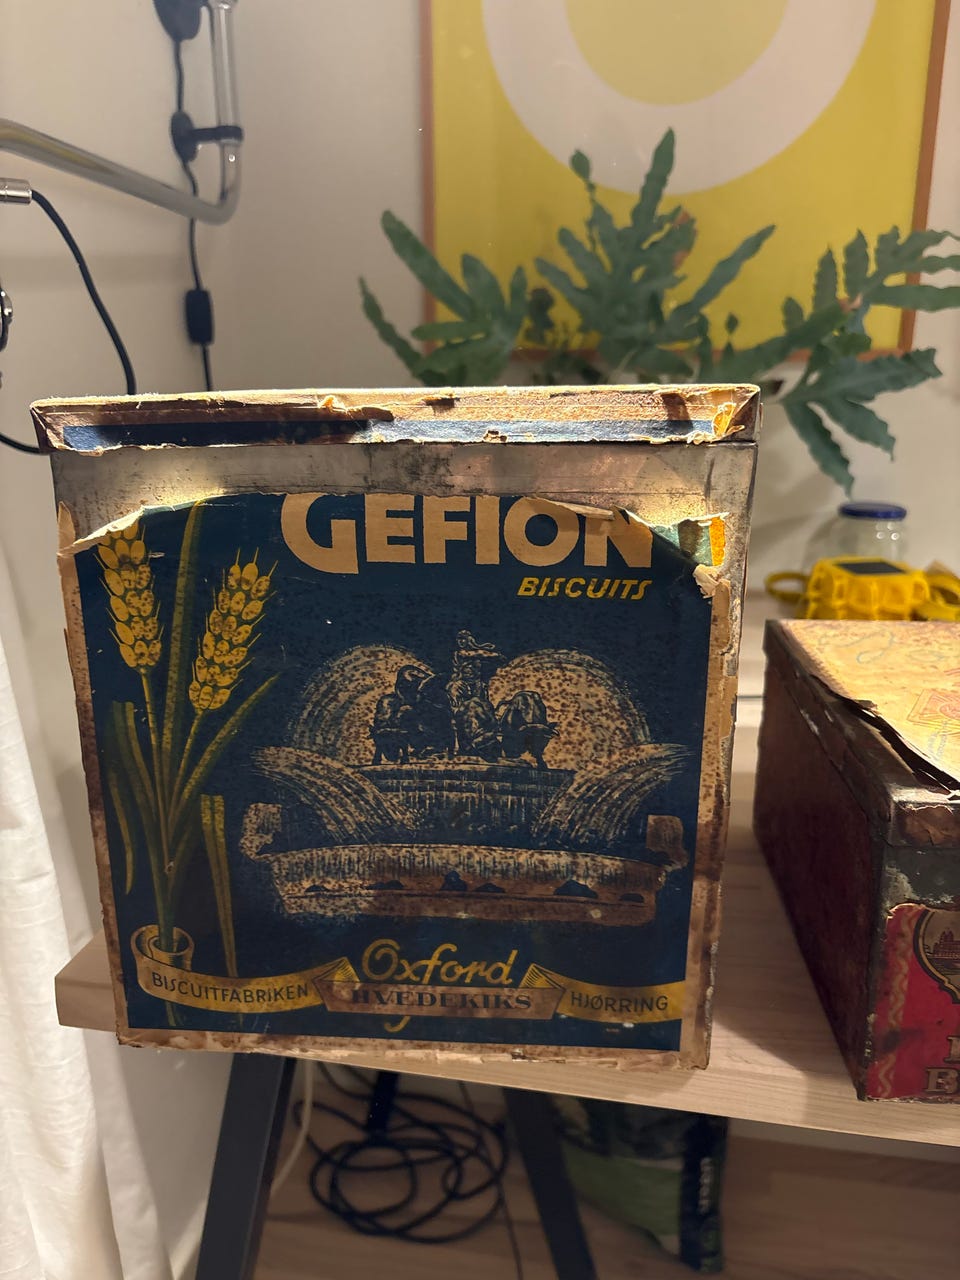 GEFION
BISCUITS
Oxford
BISCUITFABRIKEN HVEDEKIKS HJØRRING